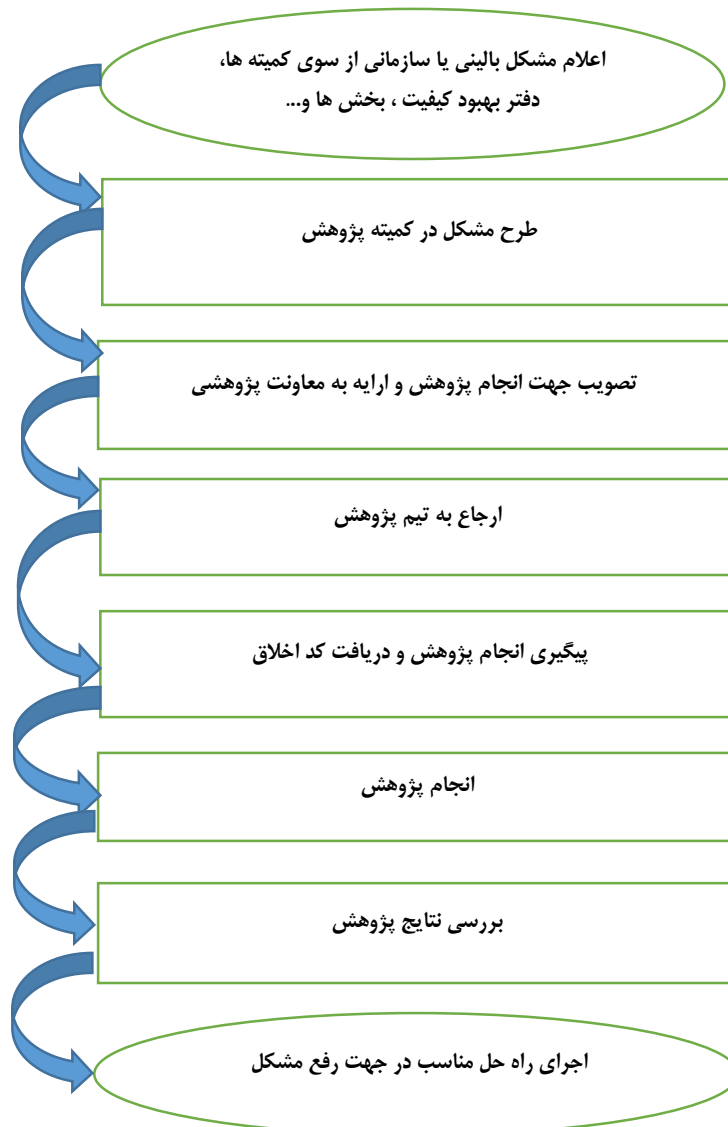 اعلام مشکل بالینی یا سازمانی از سوی کمیته ها،
دفتر بهبود کیفیت ، بخش ها و...
طرح مشکل در کمیته پژوهش
تصویب جهت انجام پژوهش و ارایه به معاونت پژوهشی
ارجاع به تیم پژوهش
پیگیری انجام پژوهش و دریافت کد اخلاق
انجام پژوهش
بررسی نتایج پژوهش
اجرای راه حل مناسب در جهت رفع مشکل